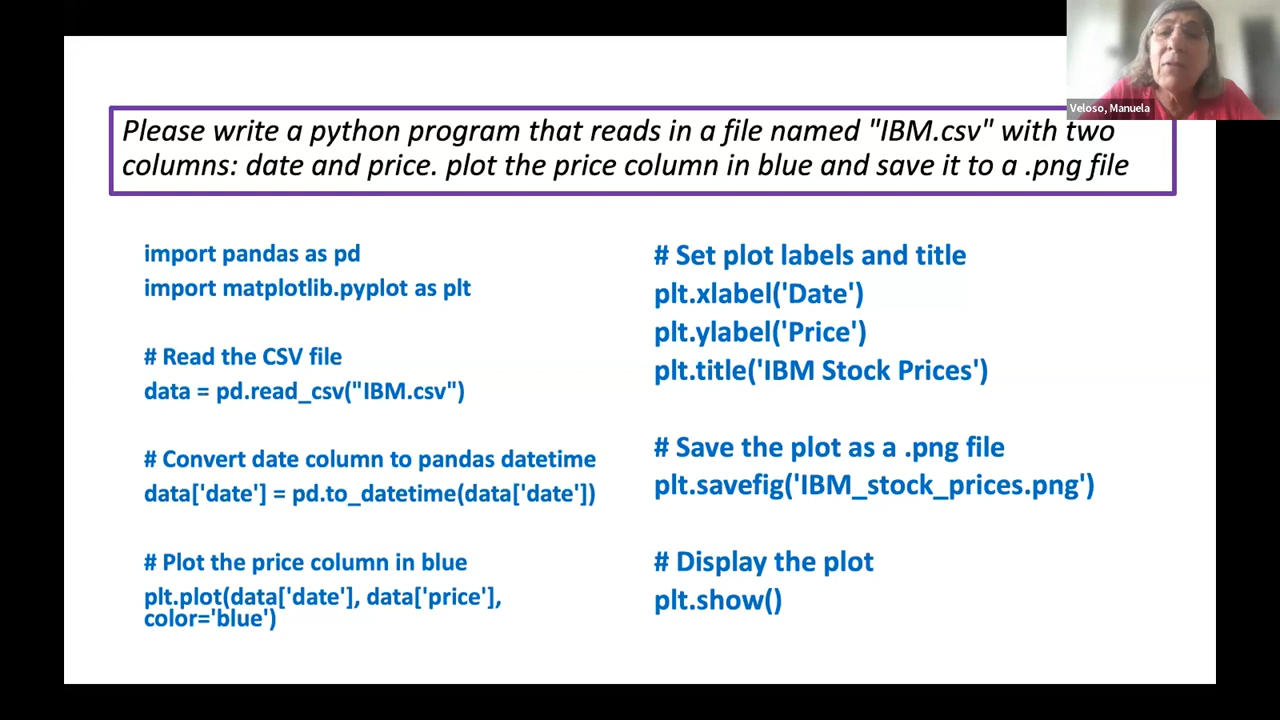 Veloso, Manuela
Please write a python program that reads in a file named "IBM.csv" with two
columns: date and price. plot the price column in blue and save it to a .png file
import pandas as pd
import matplotlib.pyplot as plt
# Read the CSV file
data = pd.read_csv("IBM.csv")
# Convert date column to pandas datetime
data['date'] = pd.to_datetime(data['date'])
# Plot the price column in blue
plt.plot(data['date'], data['price'],
color='blue')
# Set plot labels and title
plt.xlabel('Date')
plt.ylabel('Price')
plt.title('IBM Stock Prices')
# Save the plot as a .png file
plt.savefig('IBM_stock_prices.png')
# Display the plot
plt.show()